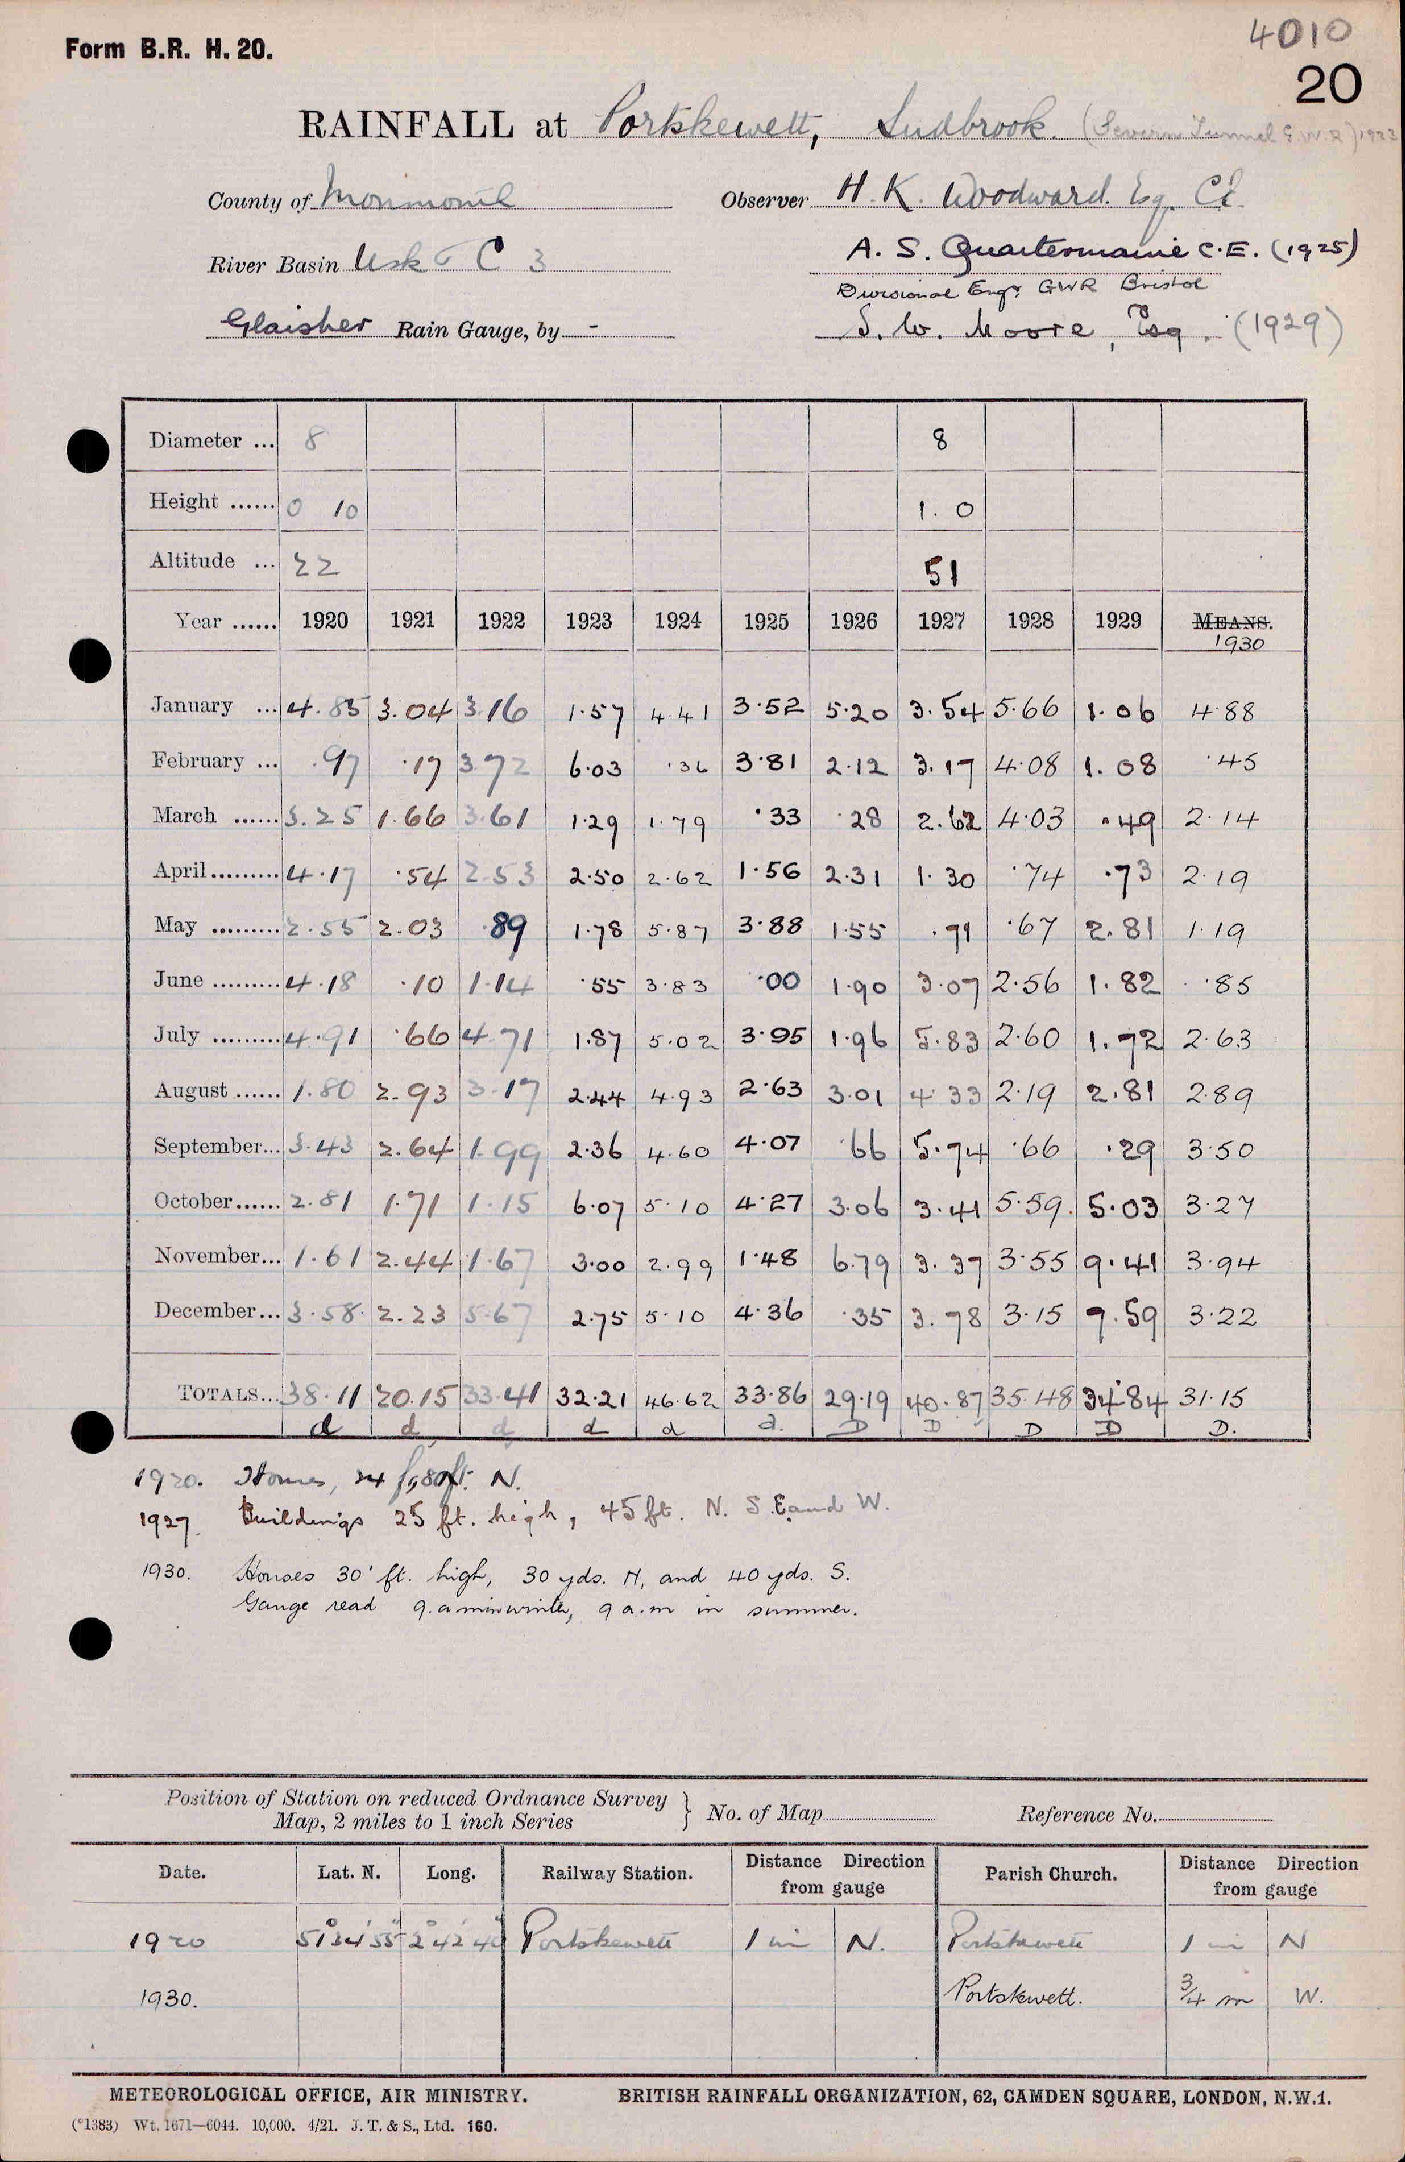 4010
Form B.R. H. 20.
20
RAINFALL at Portskewett, Sudbrook. (Severn Tunnel G.W.R) 1922
County of Monmouth Observer H. K. Woodward. Esq. CE.
River Basin Usk & C 3 A. S. Quartermaine C.E. (1925)
Divisional Engr. GWR Bristol
Glaisher Rain Gauge, by - S. W. Moore, Esq. (1929)
Diameter ... 8 8
Height ...... 0 10 1. 0
Altitude ... 22 51
Year ...... 1920 1921 1922 1923 1924 1925 1926 1927 1928 1929 MEANS.
1930
January ... 4.85 3.04 3.16 1.57 4.41 3.52 5.20 3.54 5.66 1.06 4.88
February ... .97 .17 3.72 6.03 .36 3.81 2.12 3.17 4.08 1.08 .45
March ...... 3.25 1.66 3.61 1.29 1.79 .33 .28 2.62 4.03 .49 2.14
April......... 4.17 .54 2.53 2.50 2.62 1.56 2.31 1.30 .74 .73 2.19
May ......... 2.55 2.03 .89 1.78 5.87 3.88 1.55 .91 .67 2.81 1.19
June ......... 4.18 .10 1.14 .55 3.83 .00 1.90 3.07 2.56 1.82 .85
July ......... 4.91 .66 4.71 1.87 5.02 3.95 1.96 5.83 2.60 1.72 2.63
August ...... 1.80 2.93 3.17 2.44 4.93 2.63 3.01 4.33 2.19 2.81 2.89
September... 3.43 2.64 1.99 2.36 4.60 4.07 .66 5.74 .66 .29 3.50
October...... 2.81 1.71 1.15 6.07 5.10 4.27 3.06 3.41 5.59. 5.03 3.27
November... 1.61 2.44 1.67 3.00 2.99 1.48 6.79 3.37 3.55 9.41 3.94
December... 3.58 2.23 5.67 2.75 5.10 4.36 .35 3.78 3.15 7.59 3.22
TOTALS... 38.11 20.15 33.41 32.21 46.62 33.86 29.19 40.87 35.48 34.84 31.15
d d d d d d. D D D D D.
1920. House, 24 ft, 80 ft. N.
1927. Buildings 25 ft. high, 45 ft. N. S. E and W.
1930. Houses 30 ft. high, 30 yds. N, and 40 yds. S.
Gauge read 9. a.m in winter, 9 a.m in summer.
Position of Station on reduced Ordnance Survey
Map, 2 miles to 1 inch Series } No. of Map Reference No.
Date. Lat. N. Long. Railway Station. Distance Direction from gauge Parish Church. Distance Direction from gauge
1920 51° 34' 55" 2° 42' 40" Portskewett 1 mi N. Portskewett 1 mi N
1930. Portskewett. 3/4 m W.
METEOROLOGICAL OFFICE, AIR MINISTRY. BRITISH RAINFALL ORGANIZATION, 62, CAMDEN SQUARE, LONDON, N.W.1.
(*1383) Wt. 1671—6044. 10,000. 4/21. J. T. & S., Ltd. 160.